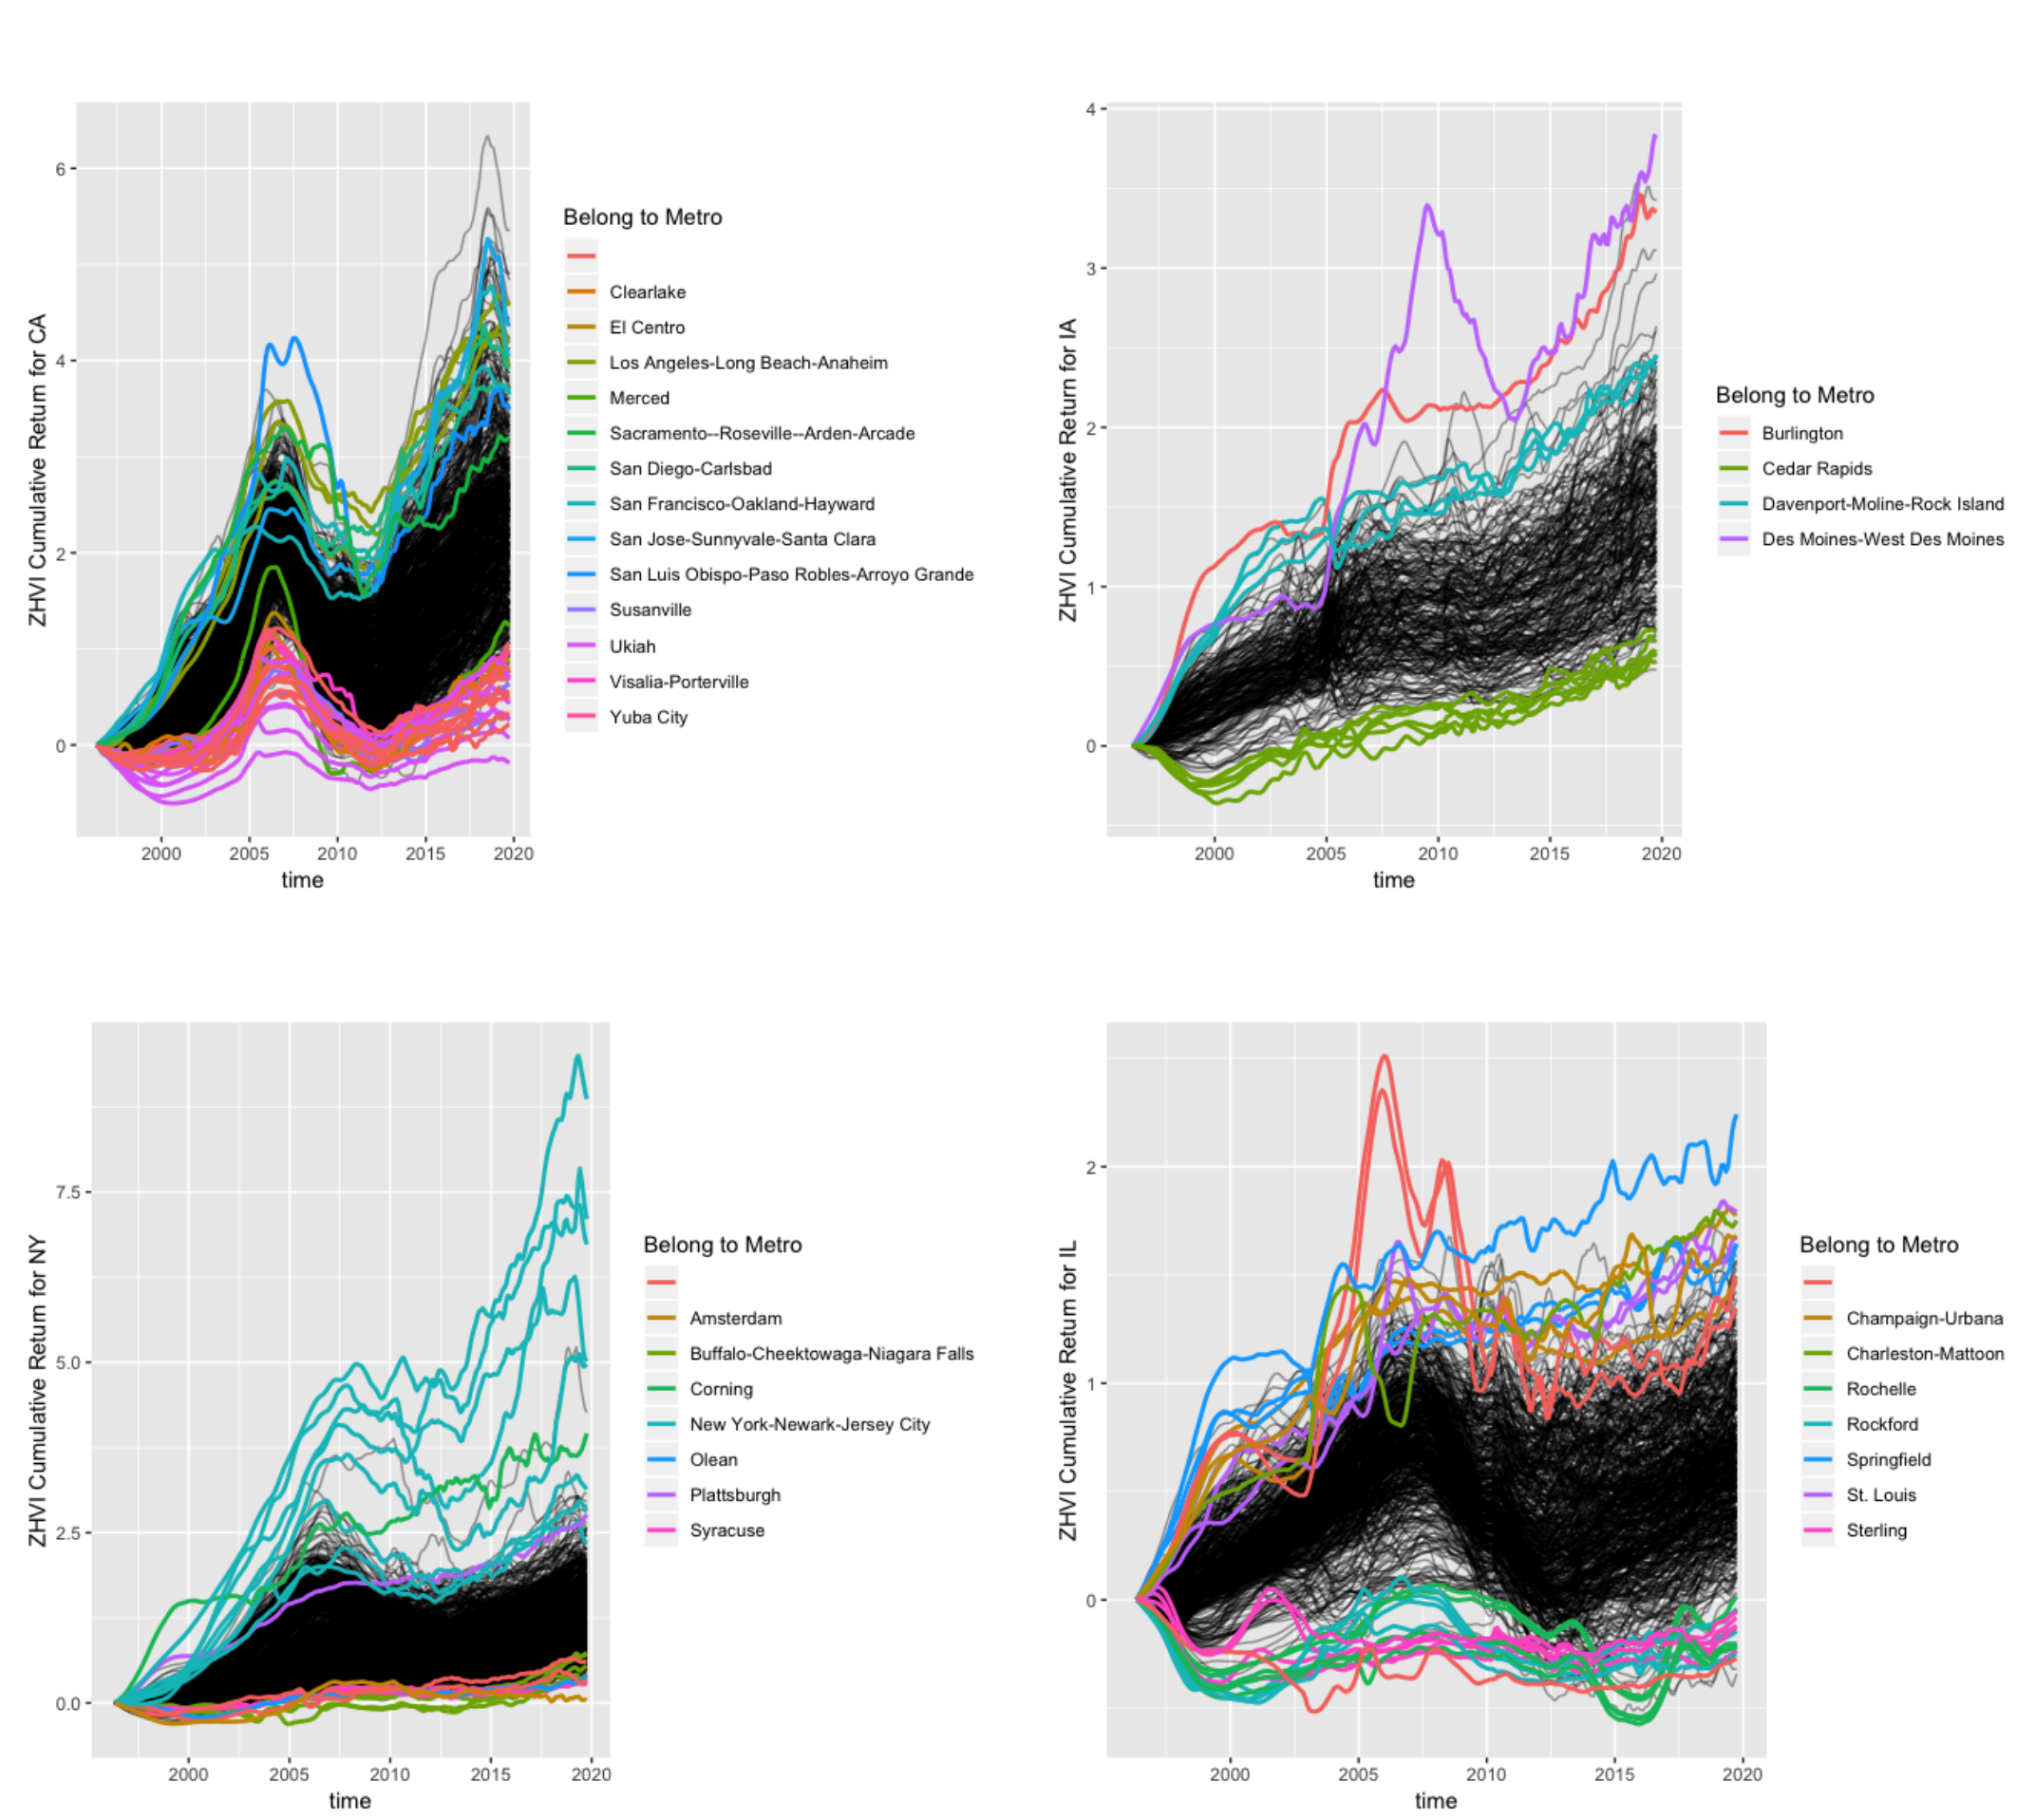 ZHVI Cumulative Return for CA
6
4
2
0
2000 2005 2010 2015 2020
time
Belong to Metro
Clearlake
El Centro
Los Angeles-Long Beach-Anaheim
Merced
Sacramento--Roseville--Arden-Arcade
San Diego-Carlsbad
San Francisco-Oakland-Hayward
San Jose-Sunnyvale-Santa Clara
San Luis Obispo-Paso Robles-Arroyo Grande
Susanville
Ukiah
Visalia-Porterville
Yuba City
ZHVI Cumulative Return for IA
4
3
2
1
0
2000 2005 2010 2015 2020
time
Belong to Metro
Burlington
Cedar Rapids
Davenport-Moline-Rock Island
Des Moines-West Des Moines
ZHVI Cumulative Return for NY
7.5
5.0
2.5
0.0
2000 2005 2010 2015 2020
time
Belong to Metro
Amsterdam
Buffalo-Cheektowaga-Niagara Falls
Corning
New York-Newark-Jersey City
Olean
Plattsburgh
Syracuse
ZHVI Cumulative Return for IL
2
1
0
2000 2005 2010 2015 2020
time
Belong to Metro
Champaign-Urbana
Charleston-Mattoon
Rochelle
Rockford
Springfield
St. Louis
Sterling